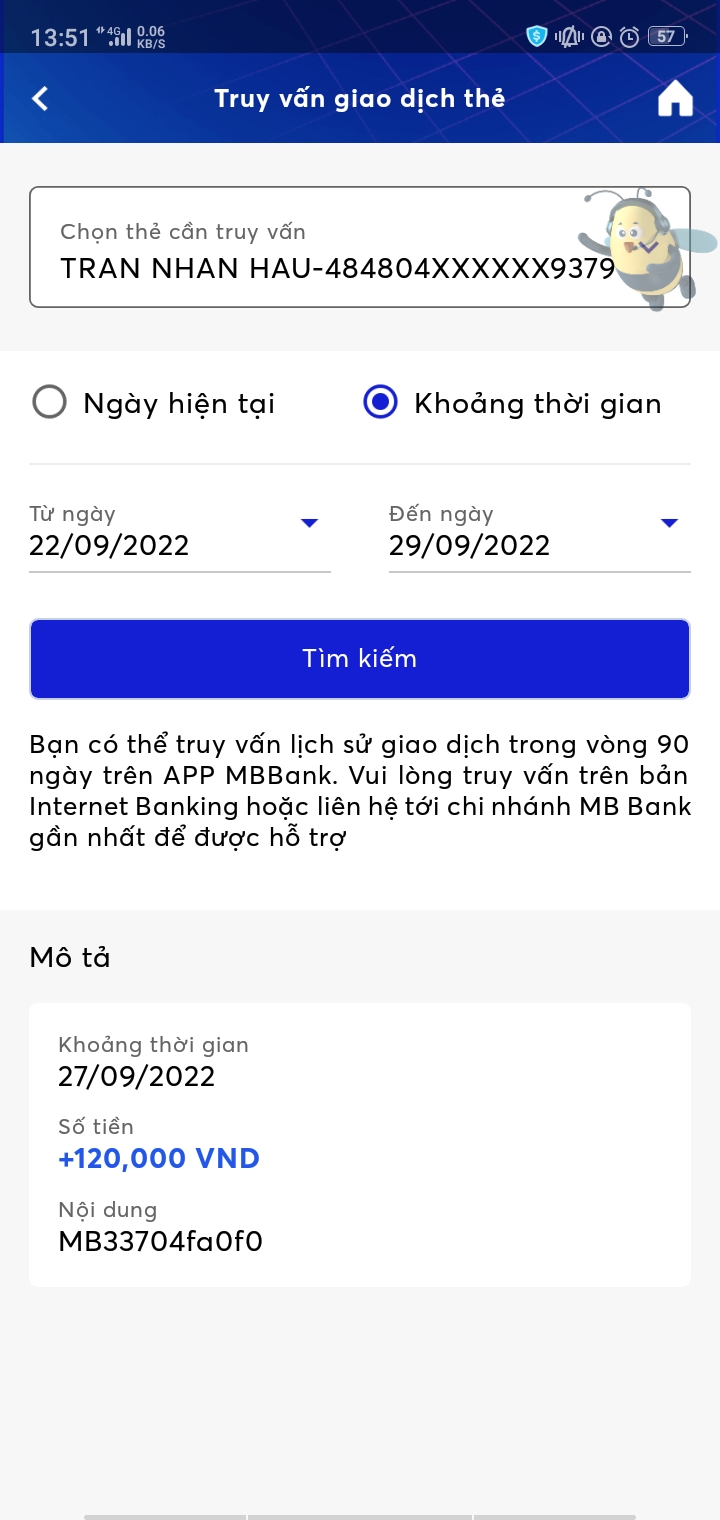 13:51 4G 0.06 KB/S 57
Truy vấn giao dịch thẻ
Chọn thẻ cần truy vấn
TRAN NHAN HAU-484804XXXXXX9379
Ngày hiện tại Khoảng thời gian
Từ ngày Đến ngày
22/09/2022 29/09/2022
Tìm kiếm
Bạn có thể truy vấn lịch sử giao dịch trong vòng 90
ngày trên APP MBBank. Vui lòng truy vấn trên bản
Internet Banking hoặc liên hệ tới chi nhánh MB Bank
gần nhất để được hỗ trợ
Mô tả
Khoảng thời gian
27/09/2022
Số tiền
+120,000 VND
Nội dung
MB33704fa0f0